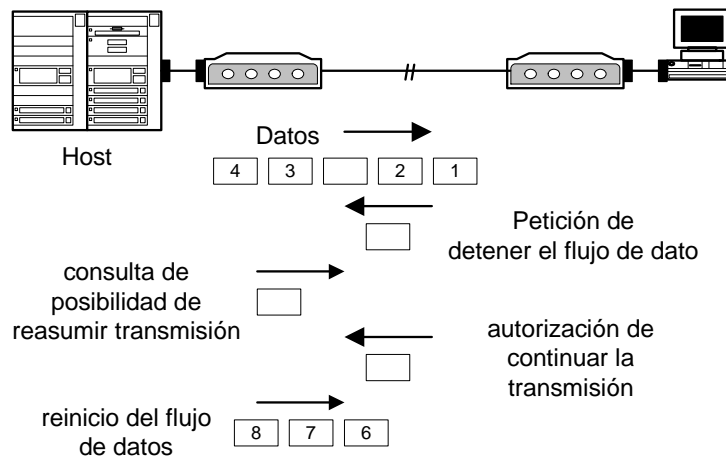 Host
Datos
4 3 2 1
Petición de
detener el flujo de dato
consulta de
posibilidad de
reasumir transmisión
autorización de
continuar la
transmisión
reinicio del flujo
de datos
8 7 6